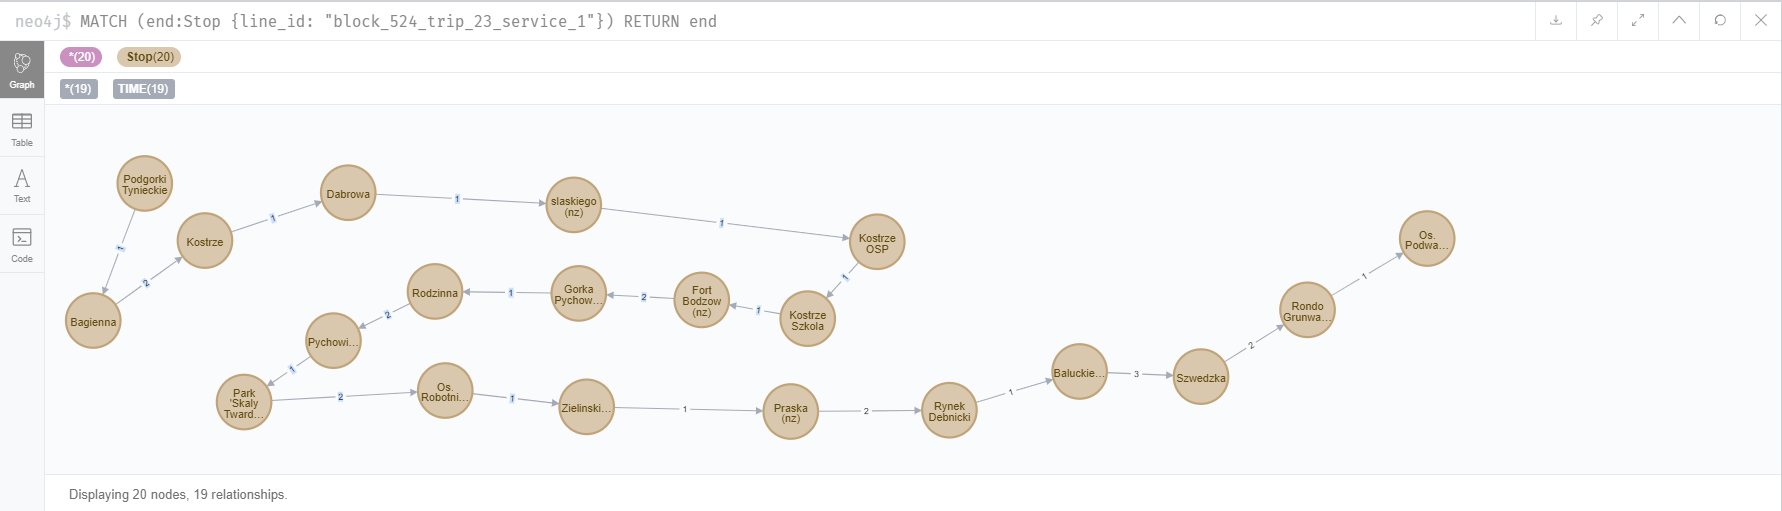 neo4j$ MATCH (end:Stop {line_id: "block_524_trip_23_service_1"}) RETURN end
*(20) Stop(20)
*(19) TIME(19)
Graph
Table
Text
Code
Podgorki
Tynieckie
1
Bagienna
2
Kostrze
1
Dabrowa
1
slaskiego
(nz)
1
Kostrze
OSP
1
Kostrze
Szkola
1
Fort
Bodzow
(nz)
2
Gorka
Pychow...
1
Rodzinna
2
Pychowi...
1
Park
'Skaly
Tward...
2
Os.
Robotni...
1
Zielinski...
1
Praska
(nz)
2
Rynek
Debnicki
1
Baluckie...
3
Szwedzka
2
Rondo
Grunwa...
1
Os.
Podwa...
Displaying 20 nodes, 19 relationships.